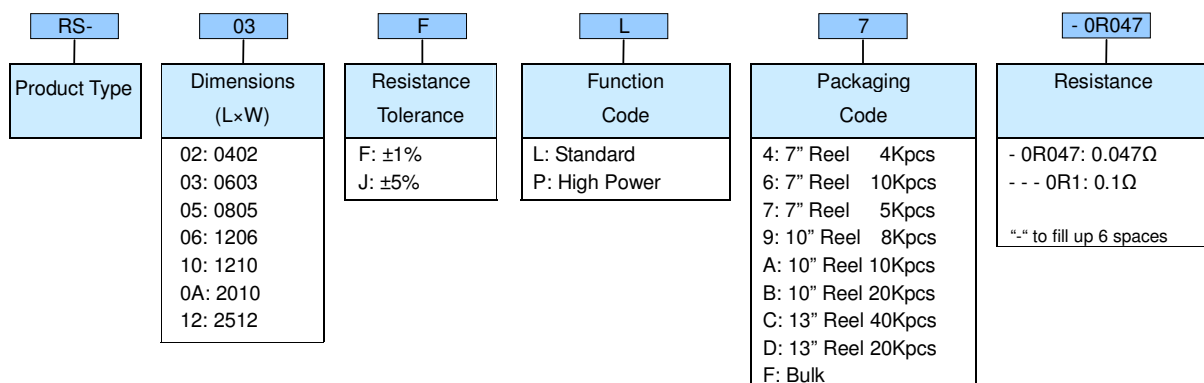 RS- 03 F L 7 - 0R047
Product Type
Dimensions
(L×W)
02: 0402
03: 0603
05: 0805
06: 1206
10: 1210
0A: 2010
12: 2512
Resistance
Tolerance
F: ±1%
J: ±5%
Function
Code
L: Standard
P: High Power
Packaging
Code
4: 7” Reel 4Kpcs
6: 7” Reel 10Kpcs
7: 7” Reel 5Kpcs
9: 10” Reel 8Kpcs
A: 10” Reel 10Kpcs
B: 10” Reel 20Kpcs
C: 13” Reel 40Kpcs
D: 13” Reel 20Kpcs
F: Bulk
Resistance
- 0R047: 0.047Ω
- - - 0R1: 0.1Ω
“-“ to fill up 6 spaces